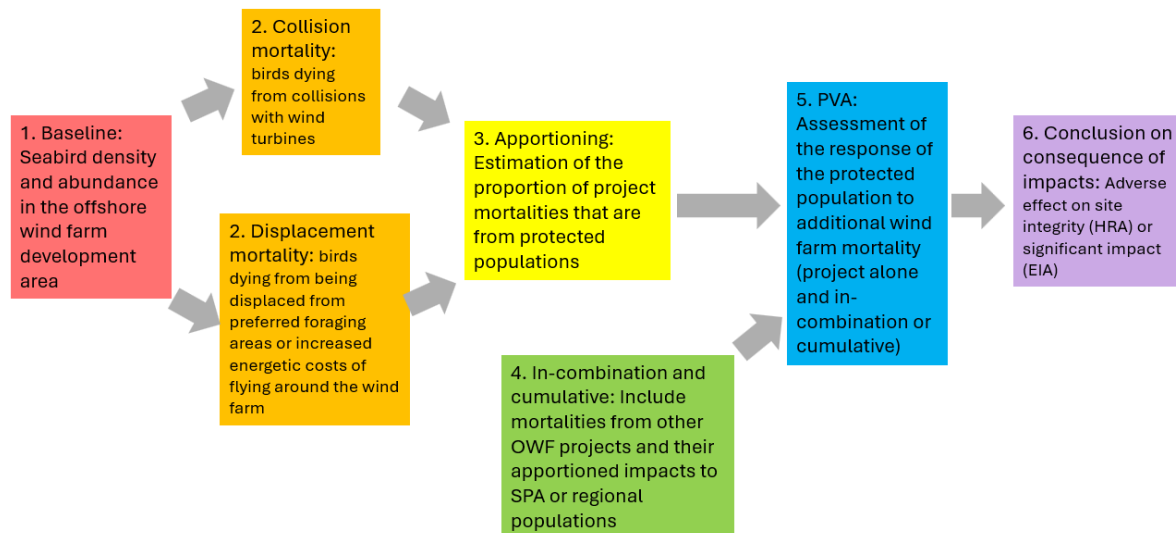 1. Baseline:
Seabird density
and abundance
in the offshore
wind farm
development
area
2. Collision
mortality:
birds dying
from collisions
with wind
turbines
2. Displacement
mortality: birds
dying from being
displaced from
preferred foraging
areas or increased
energetic costs of
flying around the wind
farm
3. Apportioning:
Estimation of the
proportion of project
mortalities that are
from protected
populations
4. In-combination and
cumulative: Include
mortalities from other
OWF projects and their
apportioned impacts to
SPA or regional
populations
5. PVA:
Assessment of
the response of
the protected
population to
additional wind
farm mortality
(project alone
and in-
combination or
cumulative)
6. Conclusion on
consequence of
impacts: Adverse
effect on site
integrity (HRA) or
significant impact
(EIA)